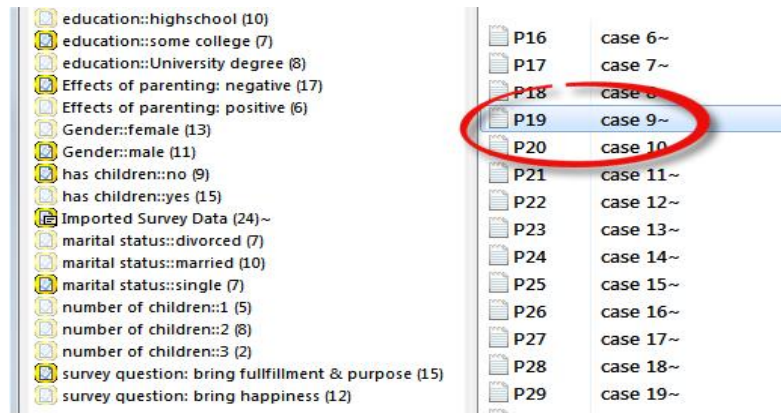 education::highschool (10)
education::some college (7)
education::University degree (8)
Effects of parenting: negative (17)
Effects of parenting: positive (6)
Gender::female (13)
Gender::male (11)
has children::no (9)
has children::yes (15)
Imported Survey Data (24)~
marital status::divorced (7)
marital status::married (10)
marital status::single (7)
number of children::1 (5)
number of children::2 (8)
number of children::3 (2)
survey question: bring fullfillment & purpose (15)
survey question: bring happiness (12)
P16 case 6~
P17 case 7~
P18 case 8~
P19 case 9~
P20 case 10
P21 case 11~
P22 case 12~
P23 case 13~
P24 case 14~
P25 case 15~
P26 case 16~
P27 case 17~
P28 case 18~
P29 case 19~